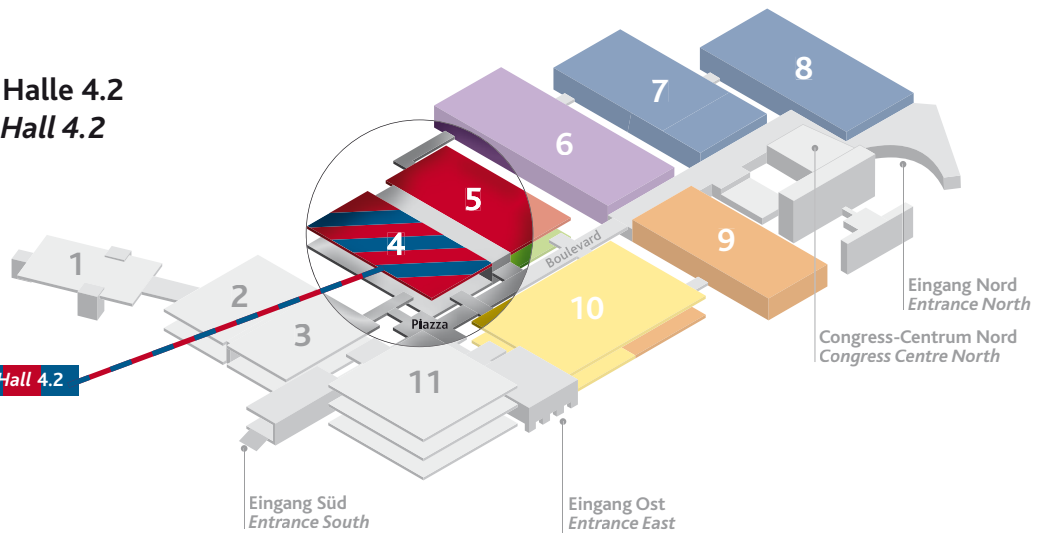 Halle 4.2
Hall 4.2
8
7
6
5
4
9
Boulevard
1
2
3
10
Piazza
11
Hall 4.2
Eingang Nord
Entrance North
Congress-Centrum Nord
Congress Centre North
Eingang Süd
Entrance South
Eingang Ost
Entrance East